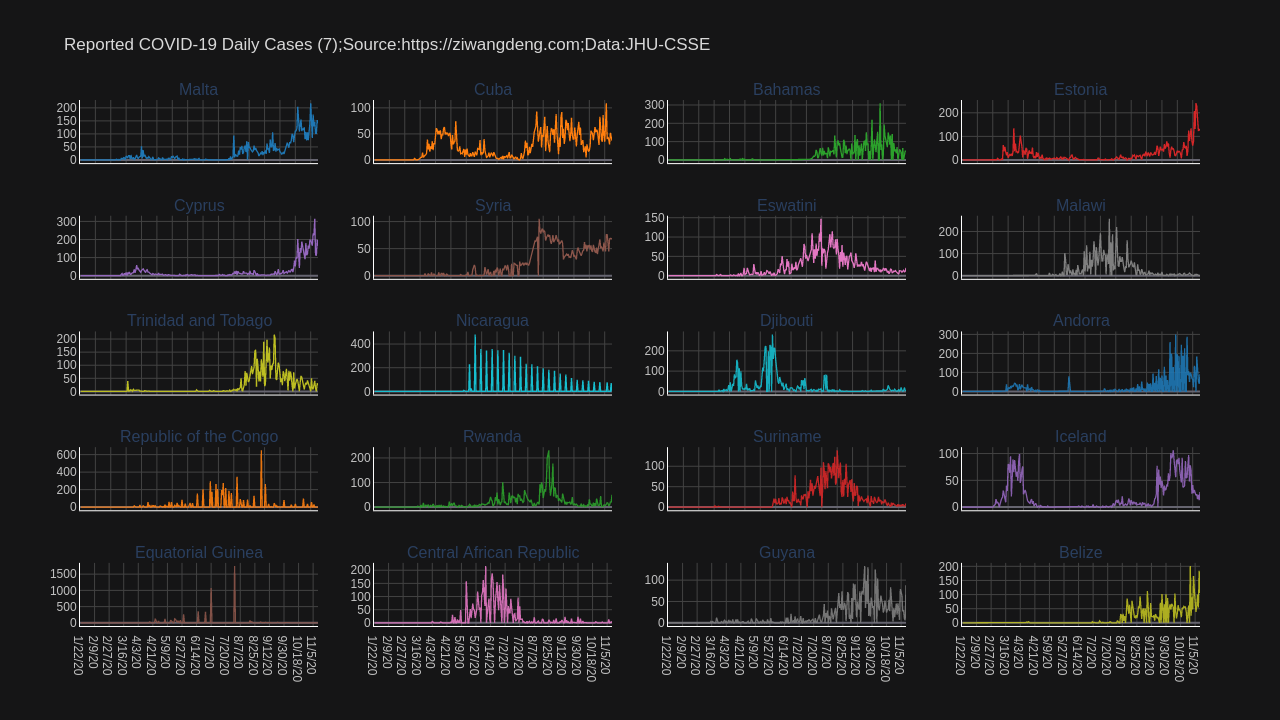 Reported COVID-19 Daily Cases (7);Source:https://ziwangdeng.com;Data:JHU-CSSE
Malta Cuba Bahamas Estonia
200 100 300 200
150 200
100 50 100
50 100
0 0 0 0
Cyprus Syria Eswatini Malawi
300 100 150 200
200 100
100 50 50 100
0 0 0 0
Trinidad and Tobago Nicaragua Djibouti Andorra
200 400 200 300
150 200
100 200 100 100
50
0 0 0 0
Republic of the Congo Rwanda Suriname Iceland
600 200 100 100
400
200 100 50 50
0 0 0 0
Equatorial Guinea Central African Republic Guyana Belize
1500 200 100 200
1000 150 150
500 100 50 100
50 50
0 0 0 0
1/22/20 2/9/20 2/27/20 3/16/20 4/3/20 4/21/20 5/9/20 5/27/20 6/14/20 7/2/20 7/20/20 8/7/20 8/25/20 9/12/20 9/30/20 10/18/20 11/5/20
1/22/20 2/9/20 2/27/20 3/16/20 4/3/20 4/21/20 5/9/20 5/27/20 6/14/20 7/2/20 7/20/20 8/7/20 8/25/20 9/12/20 9/30/20 10/18/20 11/5/20
1/22/20 2/9/20 2/27/20 3/16/20 4/3/20 4/21/20 5/9/20 5/27/20 6/14/20 7/2/20 7/20/20 8/7/20 8/25/20 9/12/20 9/30/20 10/18/20 11/5/20
1/22/20 2/9/20 2/27/20 3/16/20 4/3/20 4/21/20 5/9/20 5/27/20 6/14/20 7/2/20 7/20/20 8/7/20 8/25/20 9/12/20 9/30/20 10/18/20 11/5/20